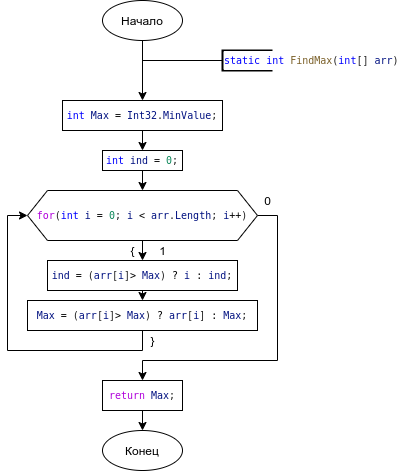 Начало
static int FindMax(int[] arr)
int Max = Int32.MinValue;
int ind = 0;
0
for(int i = 0; i < arr.Length; i++)
{ 1
ind = (arr[i]> Max) ? i : ind;
Max = (arr[i]> Max) ? arr[i] : Max;
}
return Max;
Конец